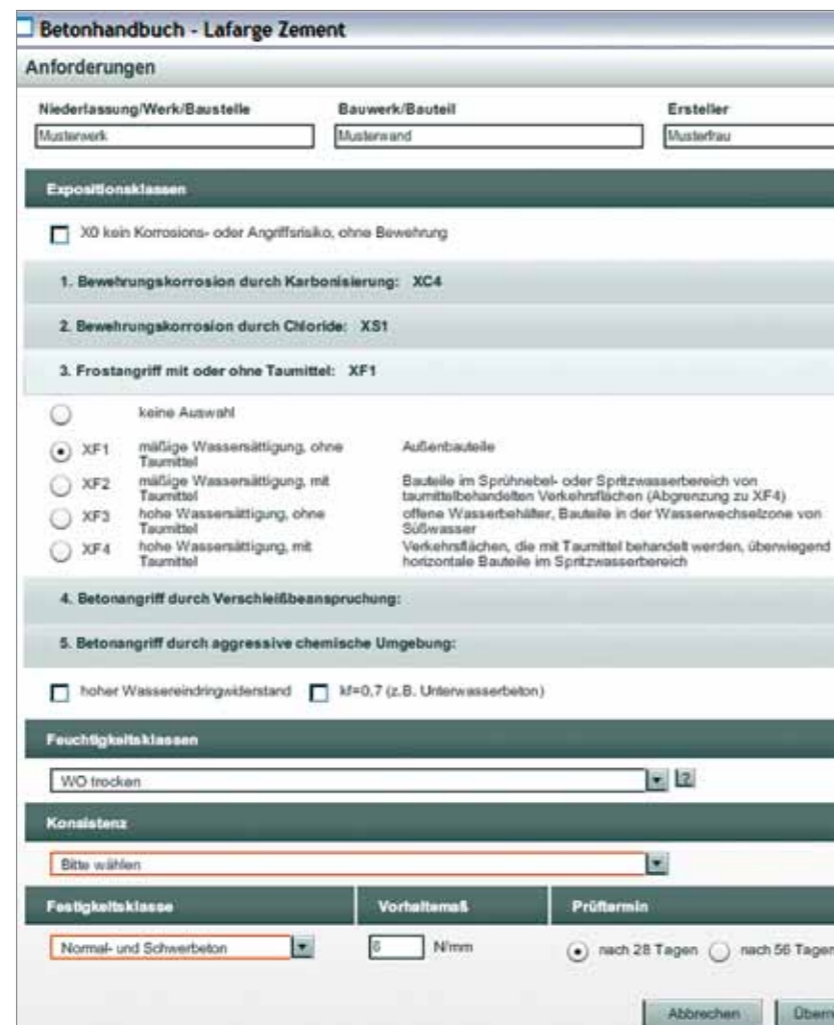 Betonhandbuch - Lafarge Zement
Anforderungen
Niederlassung/Werk/Baustelle Bauwerk/Bauteil Ersteller
Musterwerk Musterwand Musterfrau
Expositionsklassen
X0 kein Korrosions- oder Angriffsrisiko, ohne Bewehrung
1. Bewehrungskorrosion durch Karbonisierung: XC4
2. Bewehrungskorrosion durch Chloride: XS1
3. Frostangriff mit oder ohne Taumittel: XF1
keine Auswahl
XF1 mäßige Wassersättigung, ohne Außenbauteile
Taumittel
XF2 mäßige Wassersättigung, mit Bauteile im Sprühnebel- oder Spritzwasserbereich von
Taumittel taumittelbehandelten Verkehrsflächen (Abgrenzung zu XF4)
XF3 hohe Wassersättigung, ohne offene Wasserbehälter, Bauteile in der Wasserwechselzone von
Taumittel Süßwasser
XF4 hohe Wassersättigung, mit Verkehrsflächen, die mit Taumittel behandelt werden, überwiegend
Taumittel horizontale Bauteile im Spritzwasserbereich
4. Betonangriff durch Verschleißbeanspruchung:
5. Betonangriff durch aggressive chemische Umgebung:
hoher Wassereindringwiderstand kf=0,7 (z.B. Unterwasserbeton)
Feuchtigkeitsklassen
WO trocken ?
Konsistenz
Bitte wählen
Festigkeitsklasse Vorhaltemaß Prüftermin
Normal- und Schwerbeton 6 N/mm nach 28 Tagen nach 56 Tagen
Abbrechen